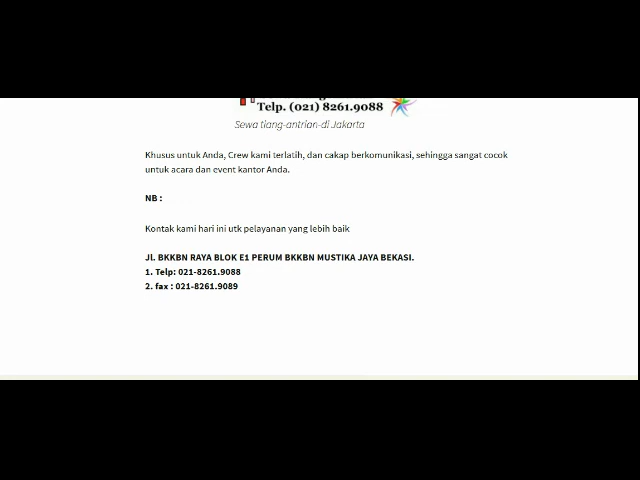 Telp. (021) 8261.9088
Sewa tiang-antrian-di Jakarta
Khusus untuk Anda, Crew kami terlatih, dan cakap berkomunikasi, sehingga sangat cocok
untuk acara dan event kantor Anda.
NB :
Kontak kami hari ini utk pelayanan yang lebih baik
Jl. BKKBN RAYA BLOK E1 PERUM BKKBN MUSTIKA JAYA BEKASI.
1. Telp: 021-8261.9088
2. fax : 021-8261.9089